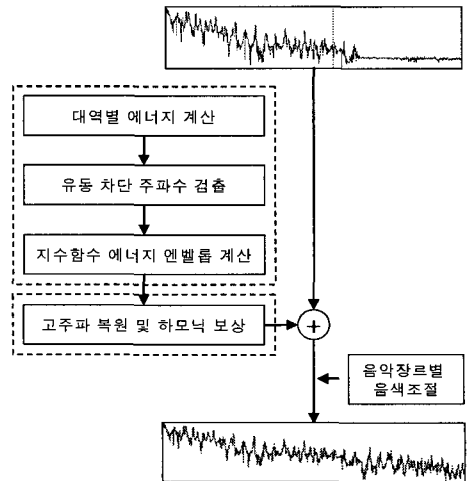 대역별 에너지 계산
유동 차단 주파수 검출
지수함수 에너지 엔벨롭 계산
고주파 복원 및 하모닉 보상
+
음악장르별
음색조절